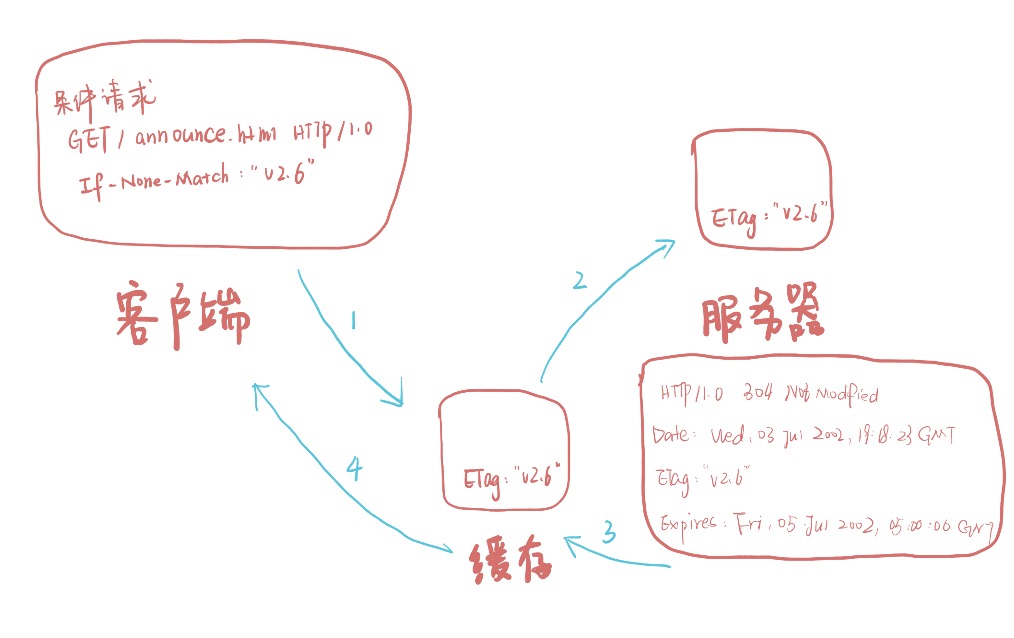 条件请求
GET / announce.html HTTP/1.0
If-None-Match: "v2.6"
客户端
1
2
ETag: "v2.6"
服务器
ETag: "v2.6"
缓存
3
4
HTTP/1.0 304 Not Modfied
Date: Wed, 03 Jul 2002, 19:18:23 GMT
ETag: "v2.6"
Expires: Fri, 05 Jul 2002, 05:00:06 GMT